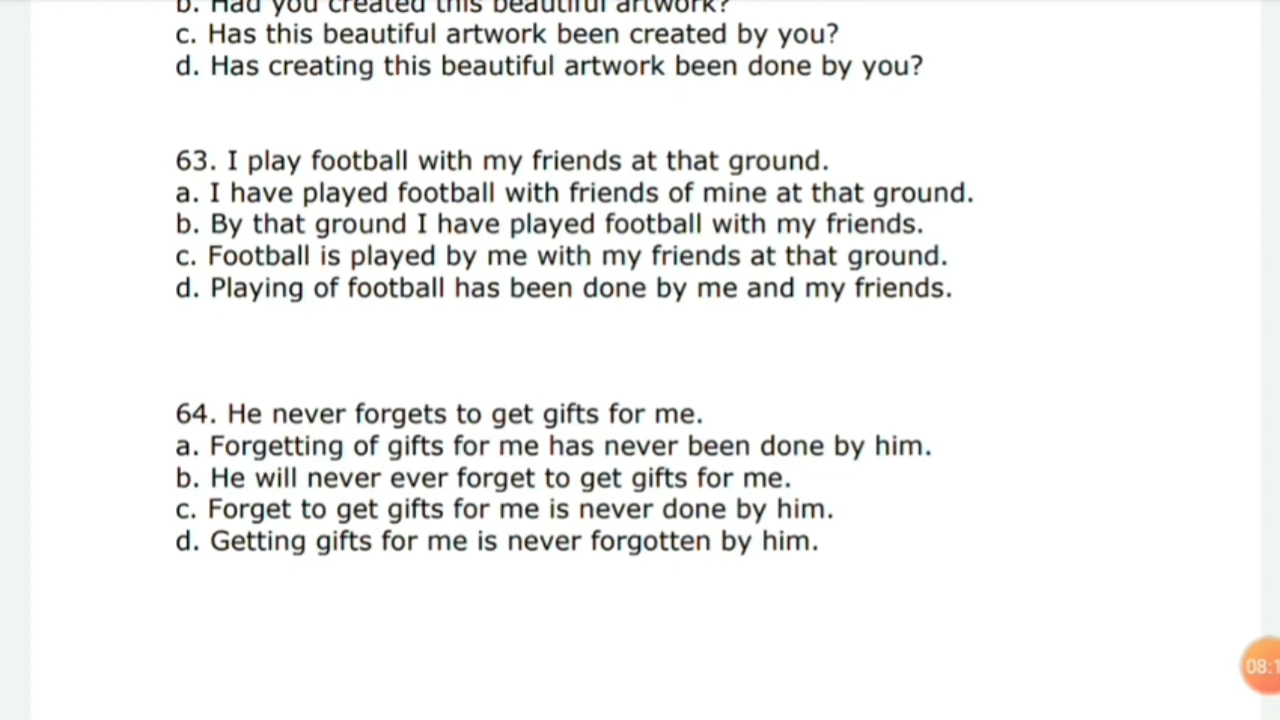 b. Had you created this beautiful artwork?
c. Has this beautiful artwork been created by you?
d. Has creating this beautiful artwork been done by you?
63. I play football with my friends at that ground.
a. I have played football with friends of mine at that ground.
b. By that ground I have played football with my friends.
c. Football is played by me with my friends at that ground.
d. Playing of football has been done by me and my friends.
64. He never forgets to get gifts for me.
a. Forgetting of gifts for me has never been done by him.
b. He will never ever forget to get gifts for me.
c. Forget to get gifts for me is never done by him.
d. Getting gifts for me is never forgotten by him.